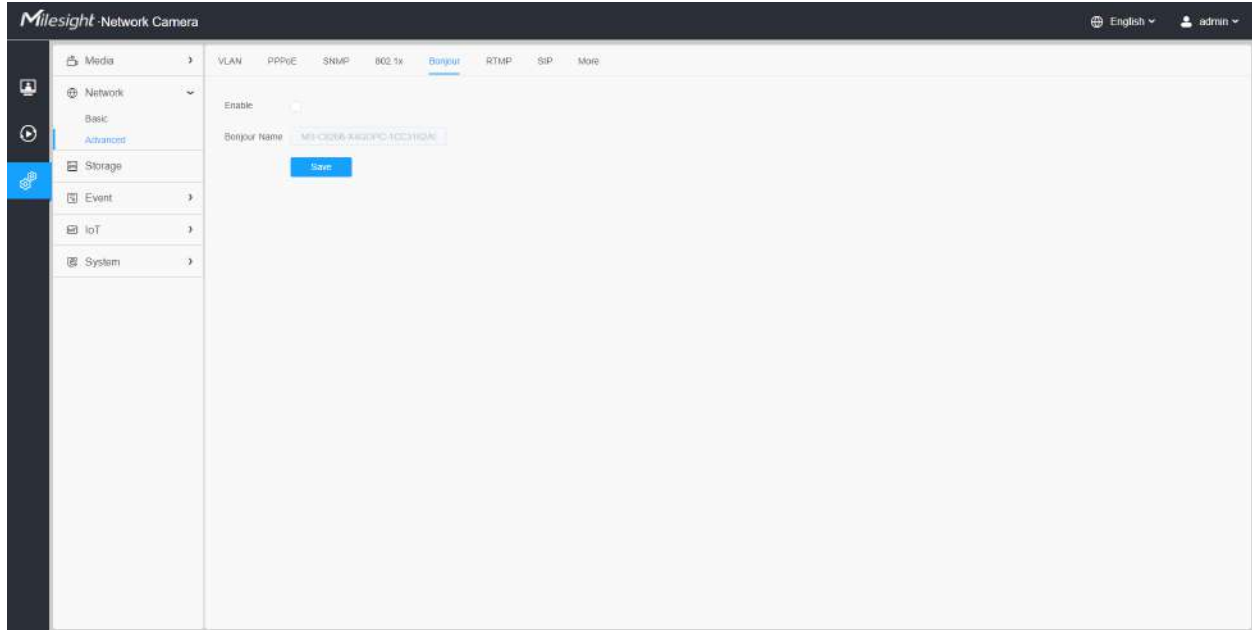 Milesight -Network Camera
English
admin
Media
VLAN PPPoE SNMP 802.1x Bonjour RTMP SIP More
Network
Enable
Basic
Bonjour Name
Advanced
Storage
Save
Event
IoT
System